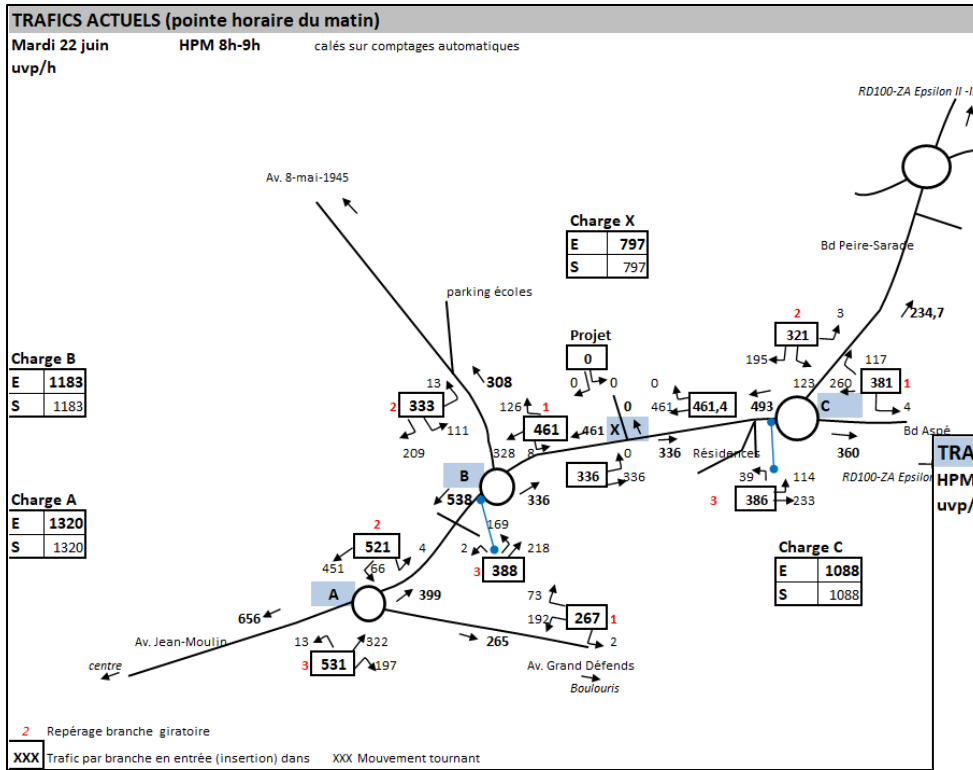 TRAFICS ACTUELS (pointe horaire du matin)
Mardi 22 juin HPM 8h-9h calés sur comptages automatiques
uvp/h
RD100-ZA Epsilon II -I
Av. 8-mai-1945
Charge X
E 797
S 797
Bd Peire-Sarade
parking écoles
234,7
2
3
321
Projet
0
Charge B
E 1183
S 1183
308
13
2 333
111
209
126
1
461
461
328
8
0
0
0
X
0
461
461,4
195
493
123
260
117
381 1
4
C
Bd Aspé
360
336
Résidences
0
336
336
B
538
336
39
114
3 386
233
RD100-ZA Epsilon
TRA
HPM
uvp/
Charge A
E 1320
S 1320
2
521
4
451
66
169
2
218
3 388
Charge C
E 1088
S 1088
A
399
73
192
267 1
2
656
Av. Jean-Moulin
13
322
3 531
197
265
centre
Av. Grand Défends
Boulouris
2 Repérage branche giratoire
XXX Trafic par branche en entrée (insertion) dans XXX Mouvement tournant